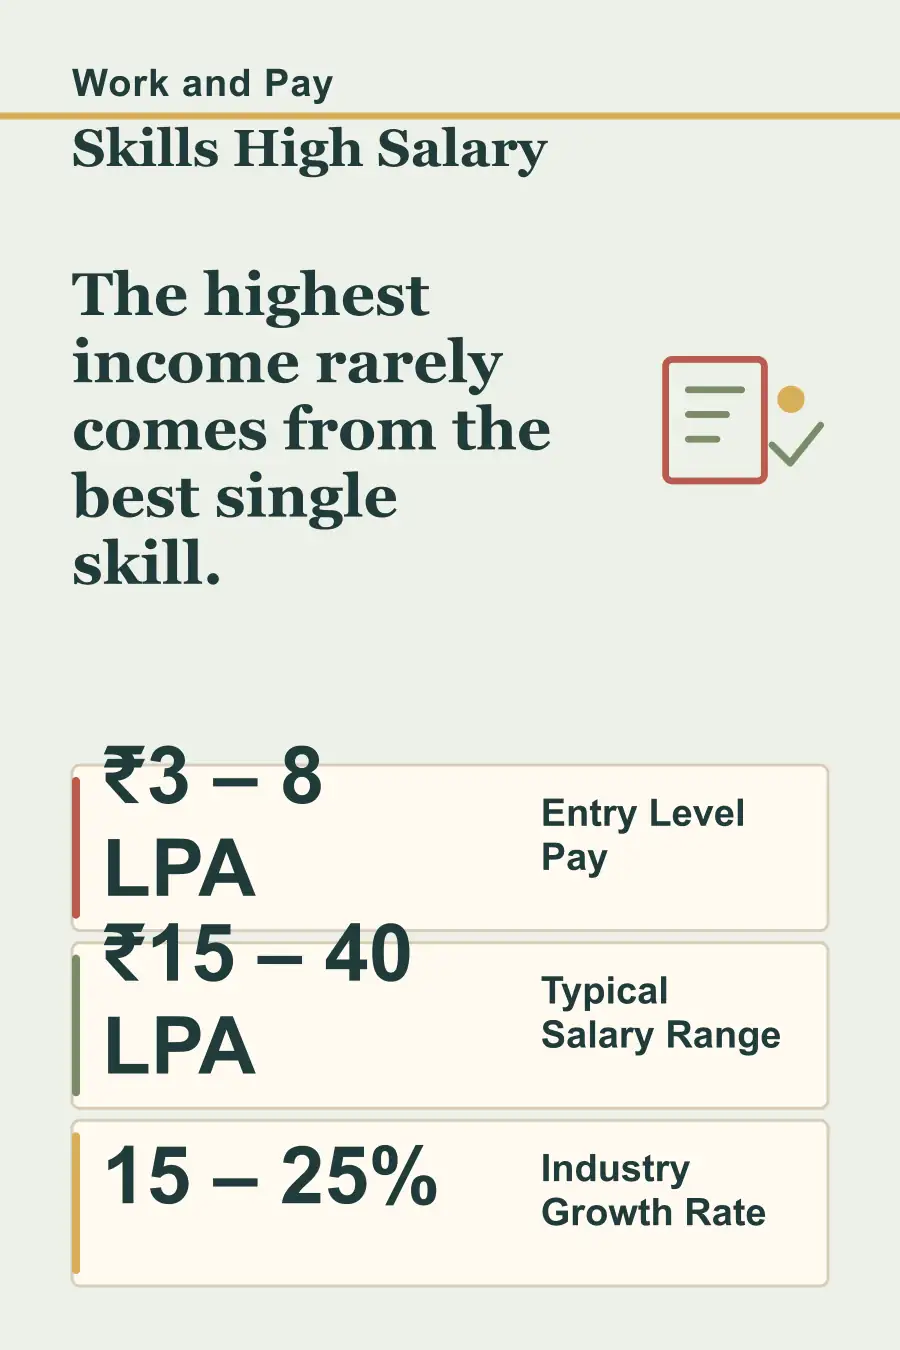 Work and Pay
Skills High Salary
The highest
income rarely
comes from the
best single
skill.
₹3 – 8
LPA
Entry Level
Pay
₹15 – 40
LPA
Typical
Salary Range
15 – 25%
Industry
Growth Rate